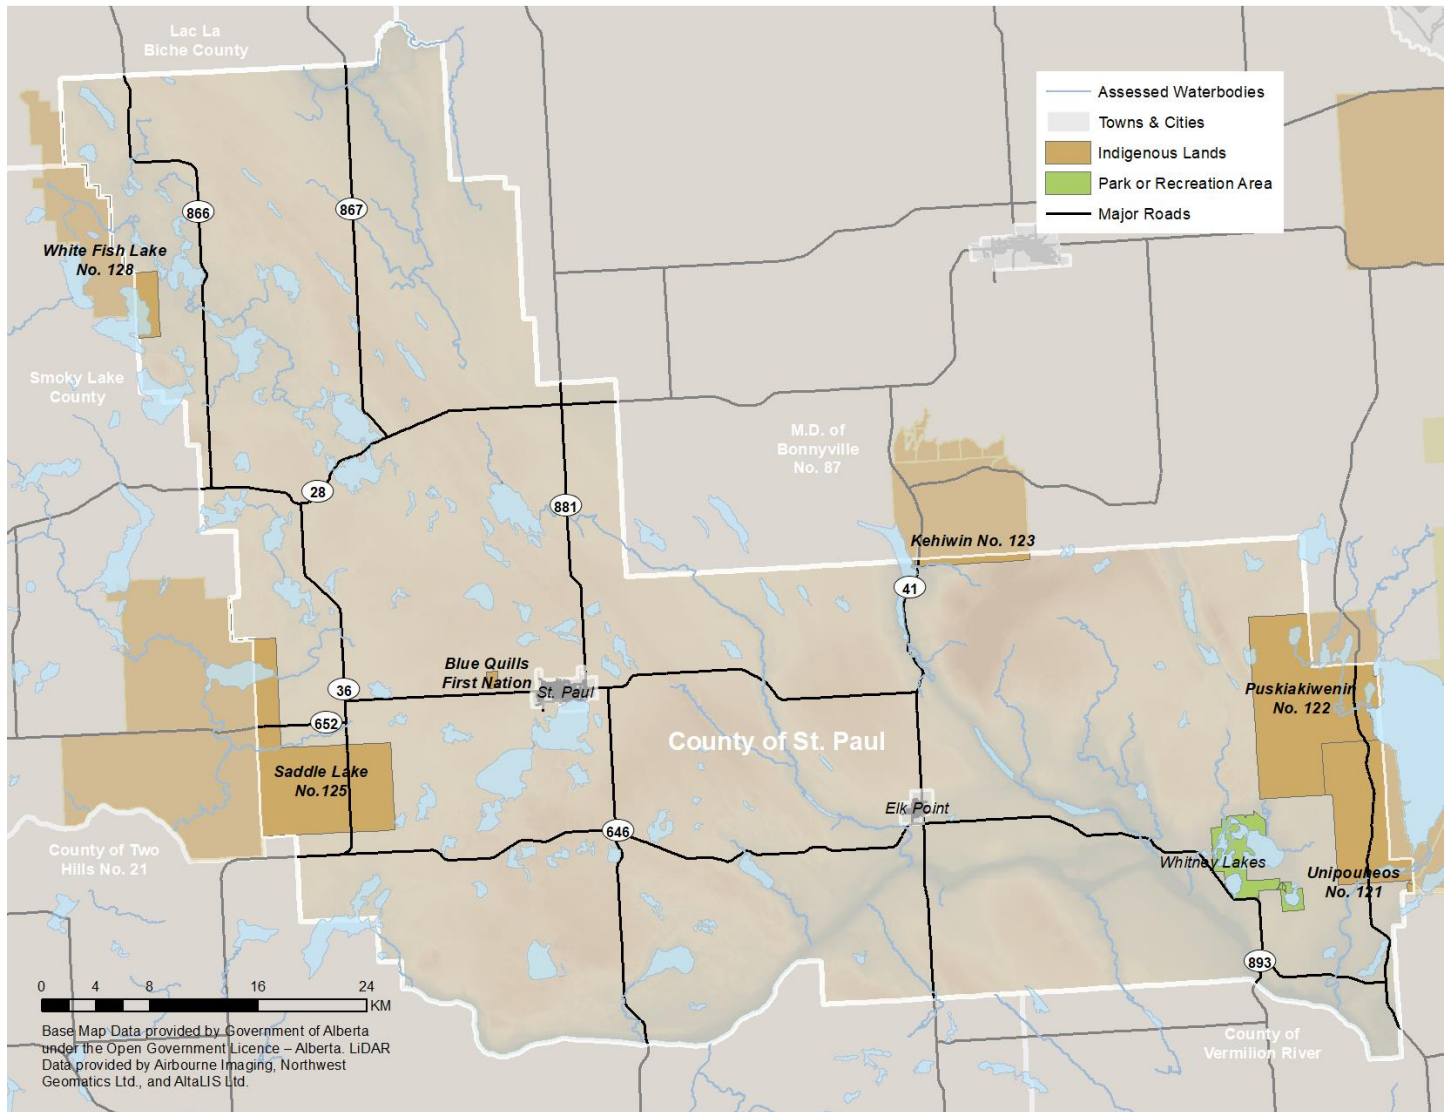 Lac La
Biche County
Assessed Waterbodies
Towns & Cities
Indigenous Lands
Park or Recreation Area
Major Roads
866
867
White Fish Lake
No. 128
Smoky Lake
County
M.D. of
Bonnyville
No. 87
28
881
Kehiwin No. 123
41
Blue Quills
First Nation
St. Paul
36
652
Puskiakiwenin
No. 122
County of St. Paul
Saddle Lake
No.125
Elk Point
646
County of Two
Hills No. 21
Whitney Lakes
Unipouheos
No. 121
893
0 4 8 16 24
KM
Base Map Data provided by Government of Alberta
under the Open Government Licence – Alberta. LiDAR
Data provided by Airbourne Imaging, Northwest
Geomatics Ltd., and AltaLIS Ltd.
County of
Vermilion River